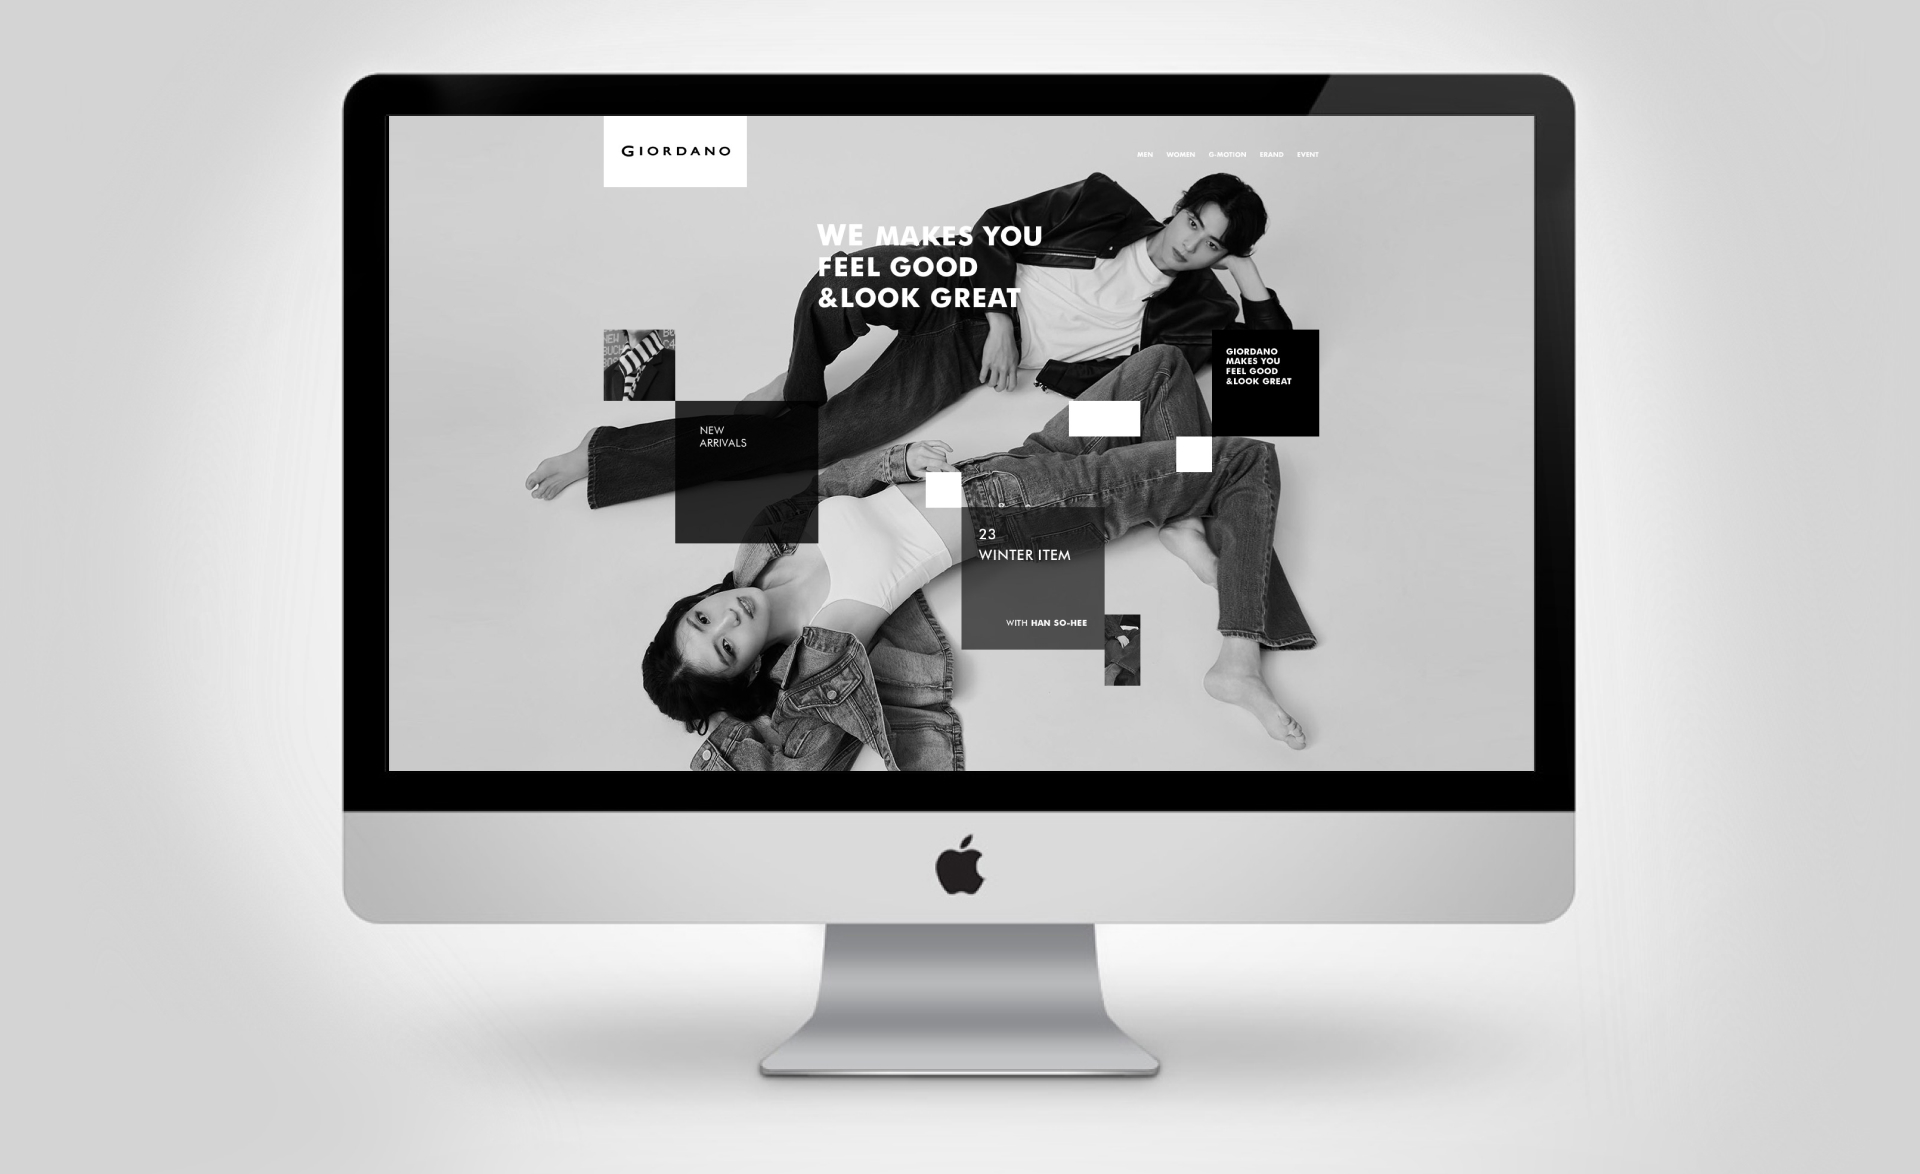 GIORDANO
MEN WOMEN G-MOTION BRAND EVENT
WE MAKES YOU
FEEL GOOD
&LOOK GREAT
NEW
GIORDANO
MAKES YOU
FEEL GOOD
&LOOK GREAT
NEW
ARRIVALS
23
WINTER ITEM
WITH HAN SO-HEE